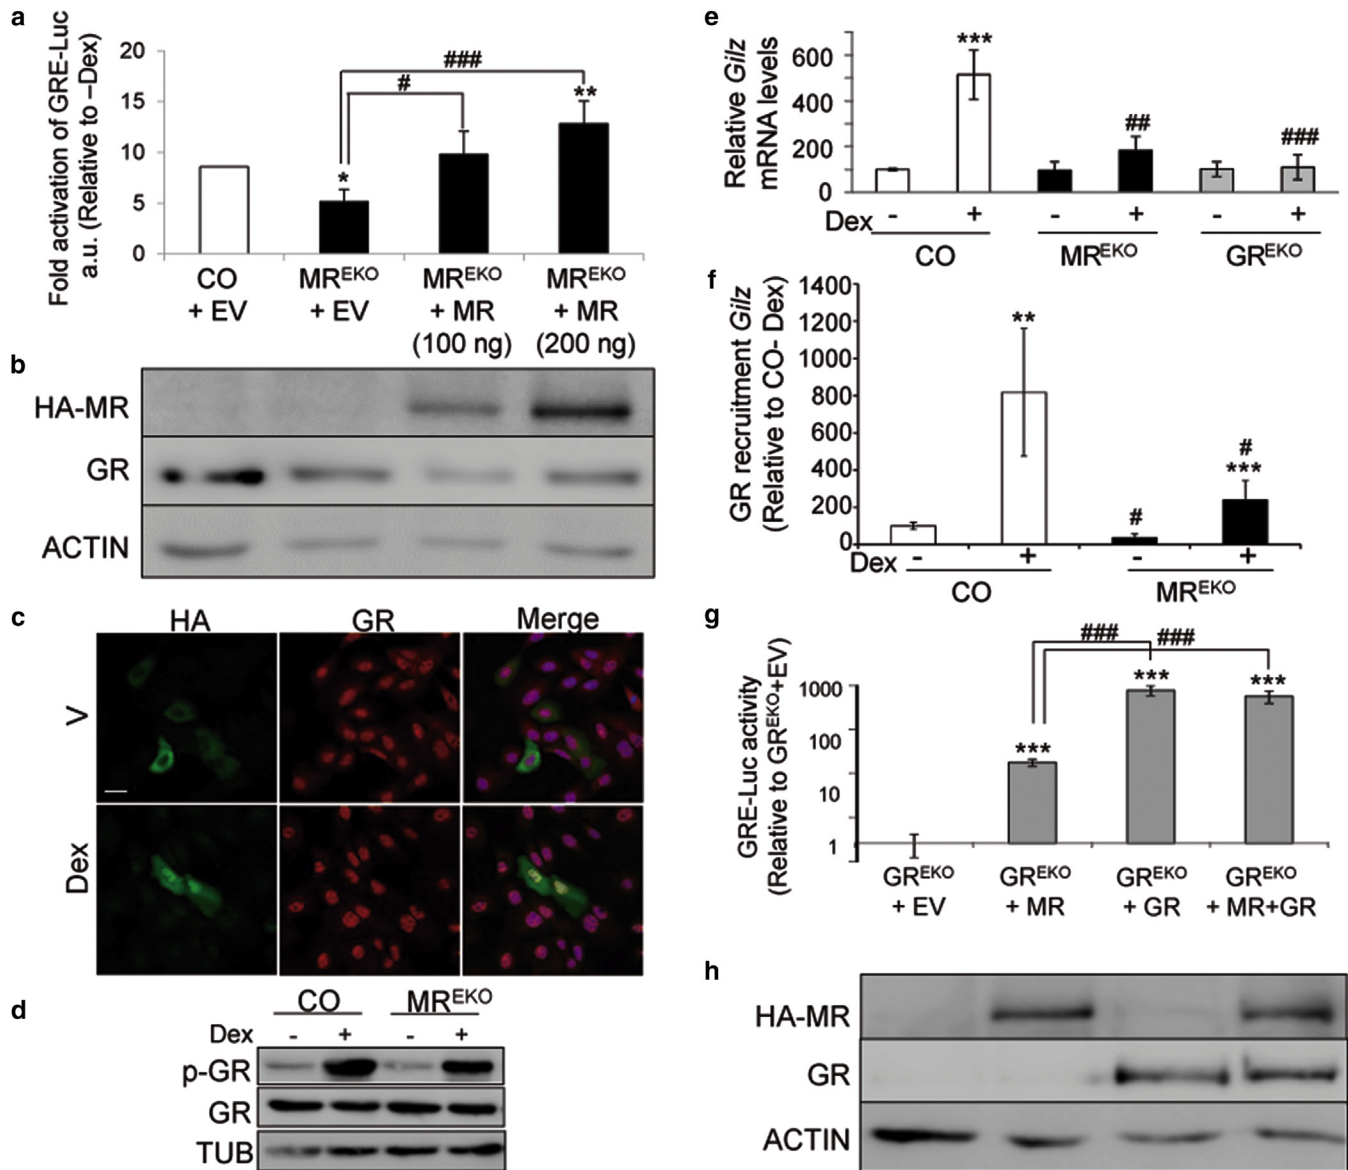 a
Fold activation of GRE-Luc
a.u. (Relative to –Dex)
20
15
10
5
0
###
#
*
**
CO
+ EV
MR^EKO
+ EV
MR^EKO
+ MR
(100 ng)
MR^EKO
+ MR
(200 ng)
b
HA-MR
GR
ACTIN
c
HA
GR
Merge
V
Dex
d
CO
MR^EKO
Dex - + - +
p-GR
GR
TUB
e
Relative Gilz
mRNA levels
600
400
200
0
***
##
###
Dex - + - + - +
CO
MR^EKO
GR^EKO
f
GR recruitment Gilz
(Relative to CO- Dex)
1400
1200
1000
800
600
400
200
0
**
#
#
***
Dex - + - +
CO
MR^EKO
g
GRE-Luc activity
(Relative to GR^EKO+EV)
1000
100
10
1
###
###
***
***
***
GR^EKO
+ EV
GR^EKO
+ MR
GR^EKO
+ GR
GR^EKO
+ MR+GR
h
HA-MR
GR
ACTIN